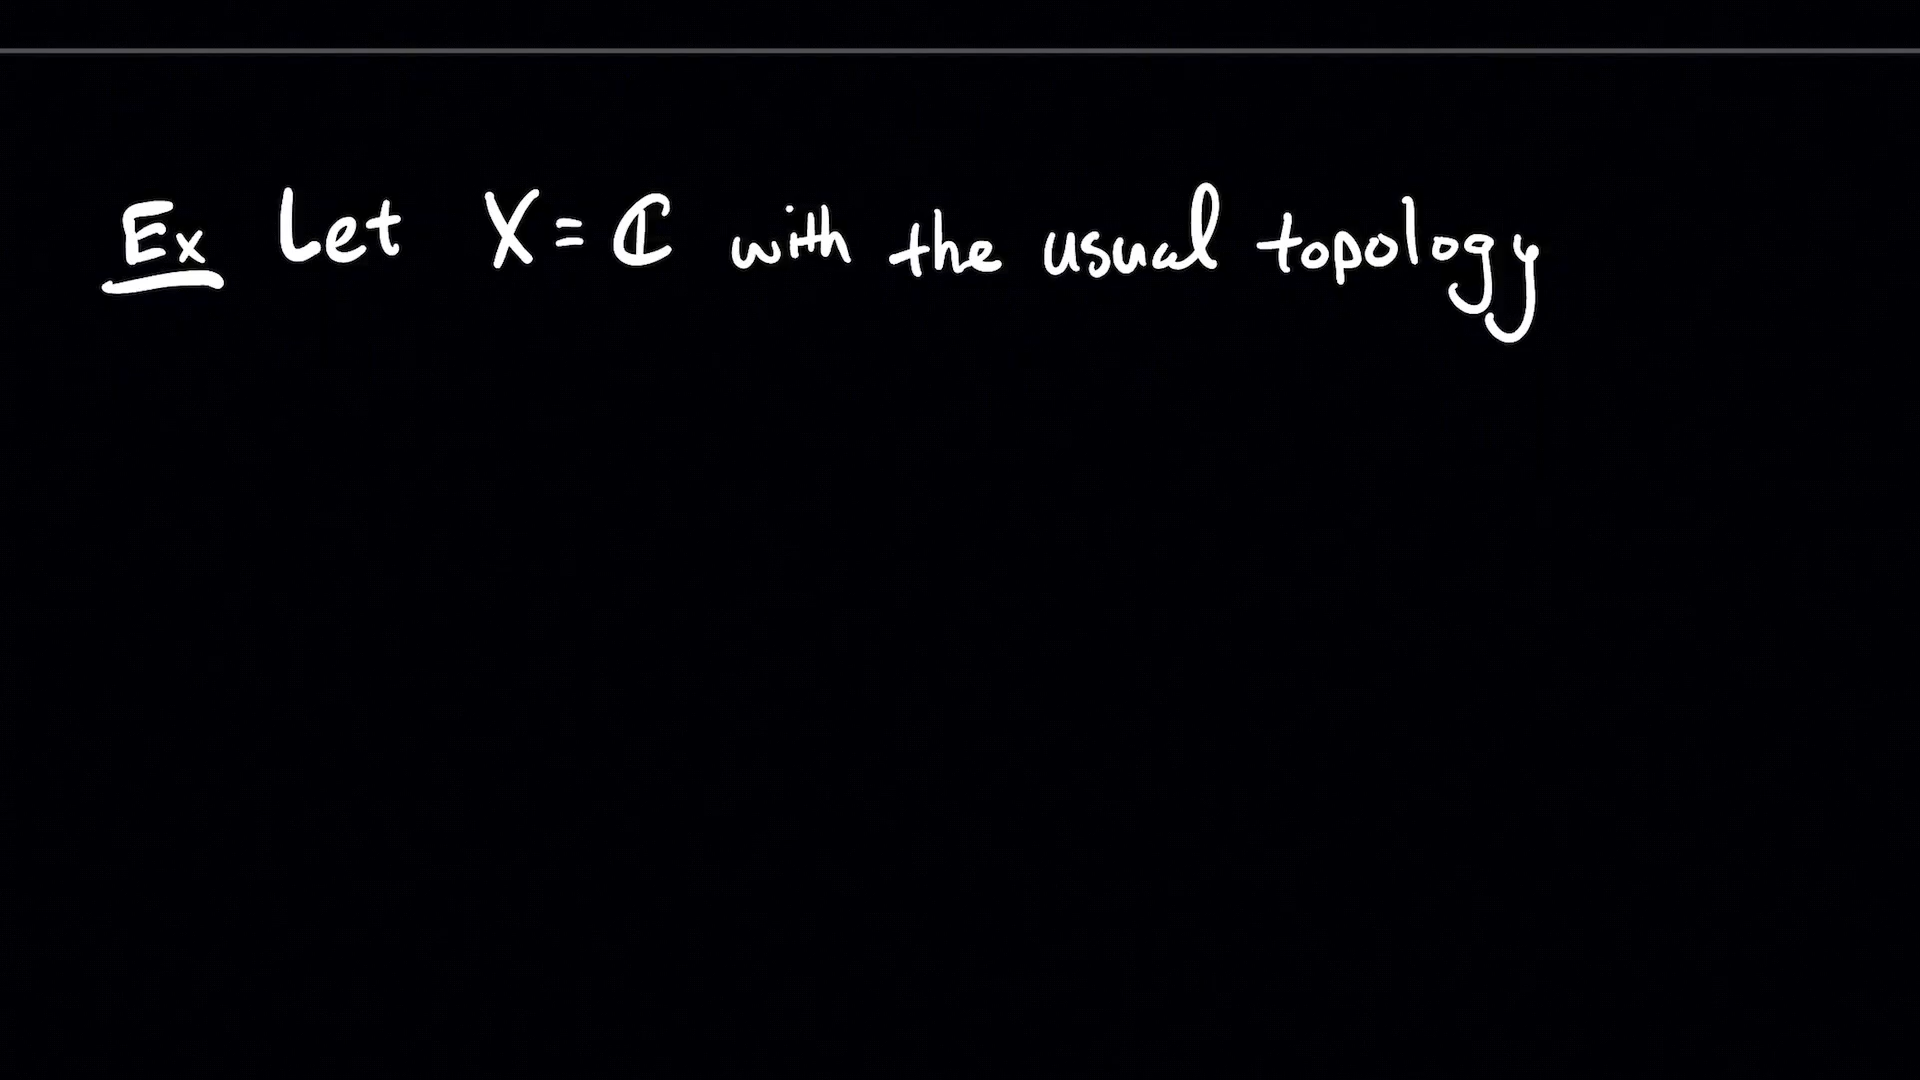 Ex Let X = ℂ with the usual topology